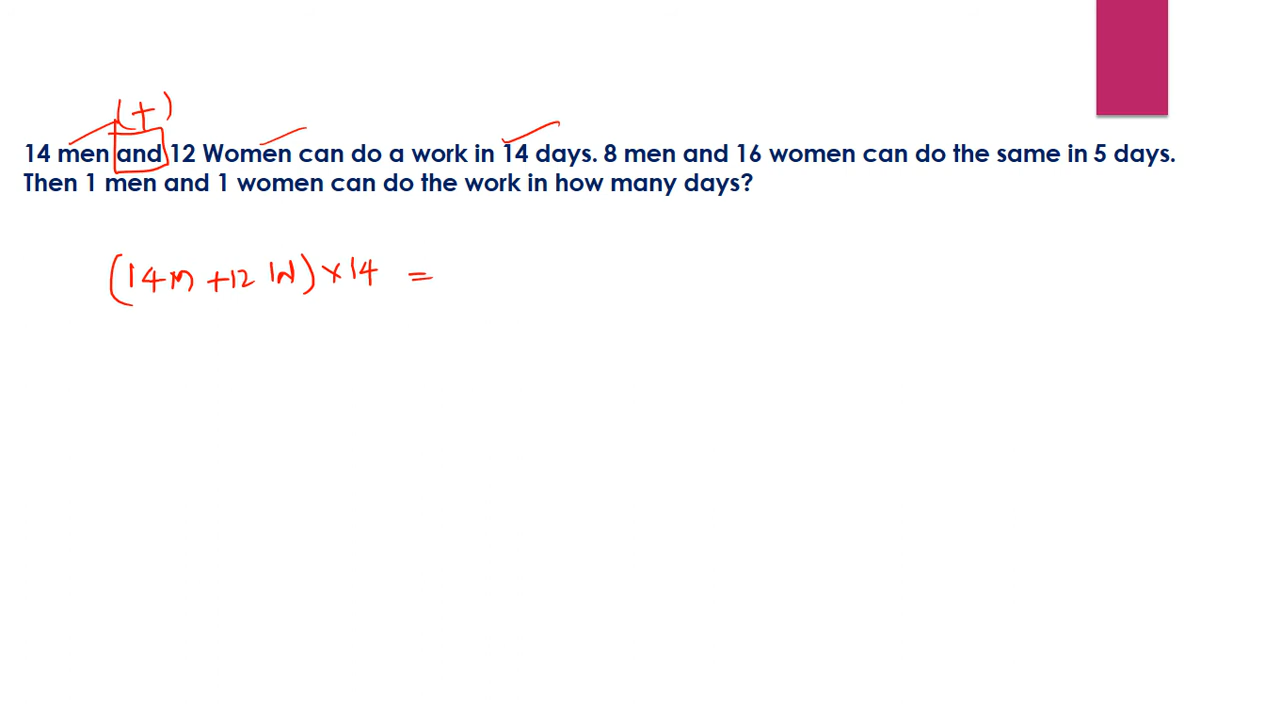 (+)
14 men and 12 Women can do a work in 14 days. 8 men and 16 women can do the same in 5 days.
Then 1 men and 1 women can do the work in how many days?
(14m + 12 W) × 14 =